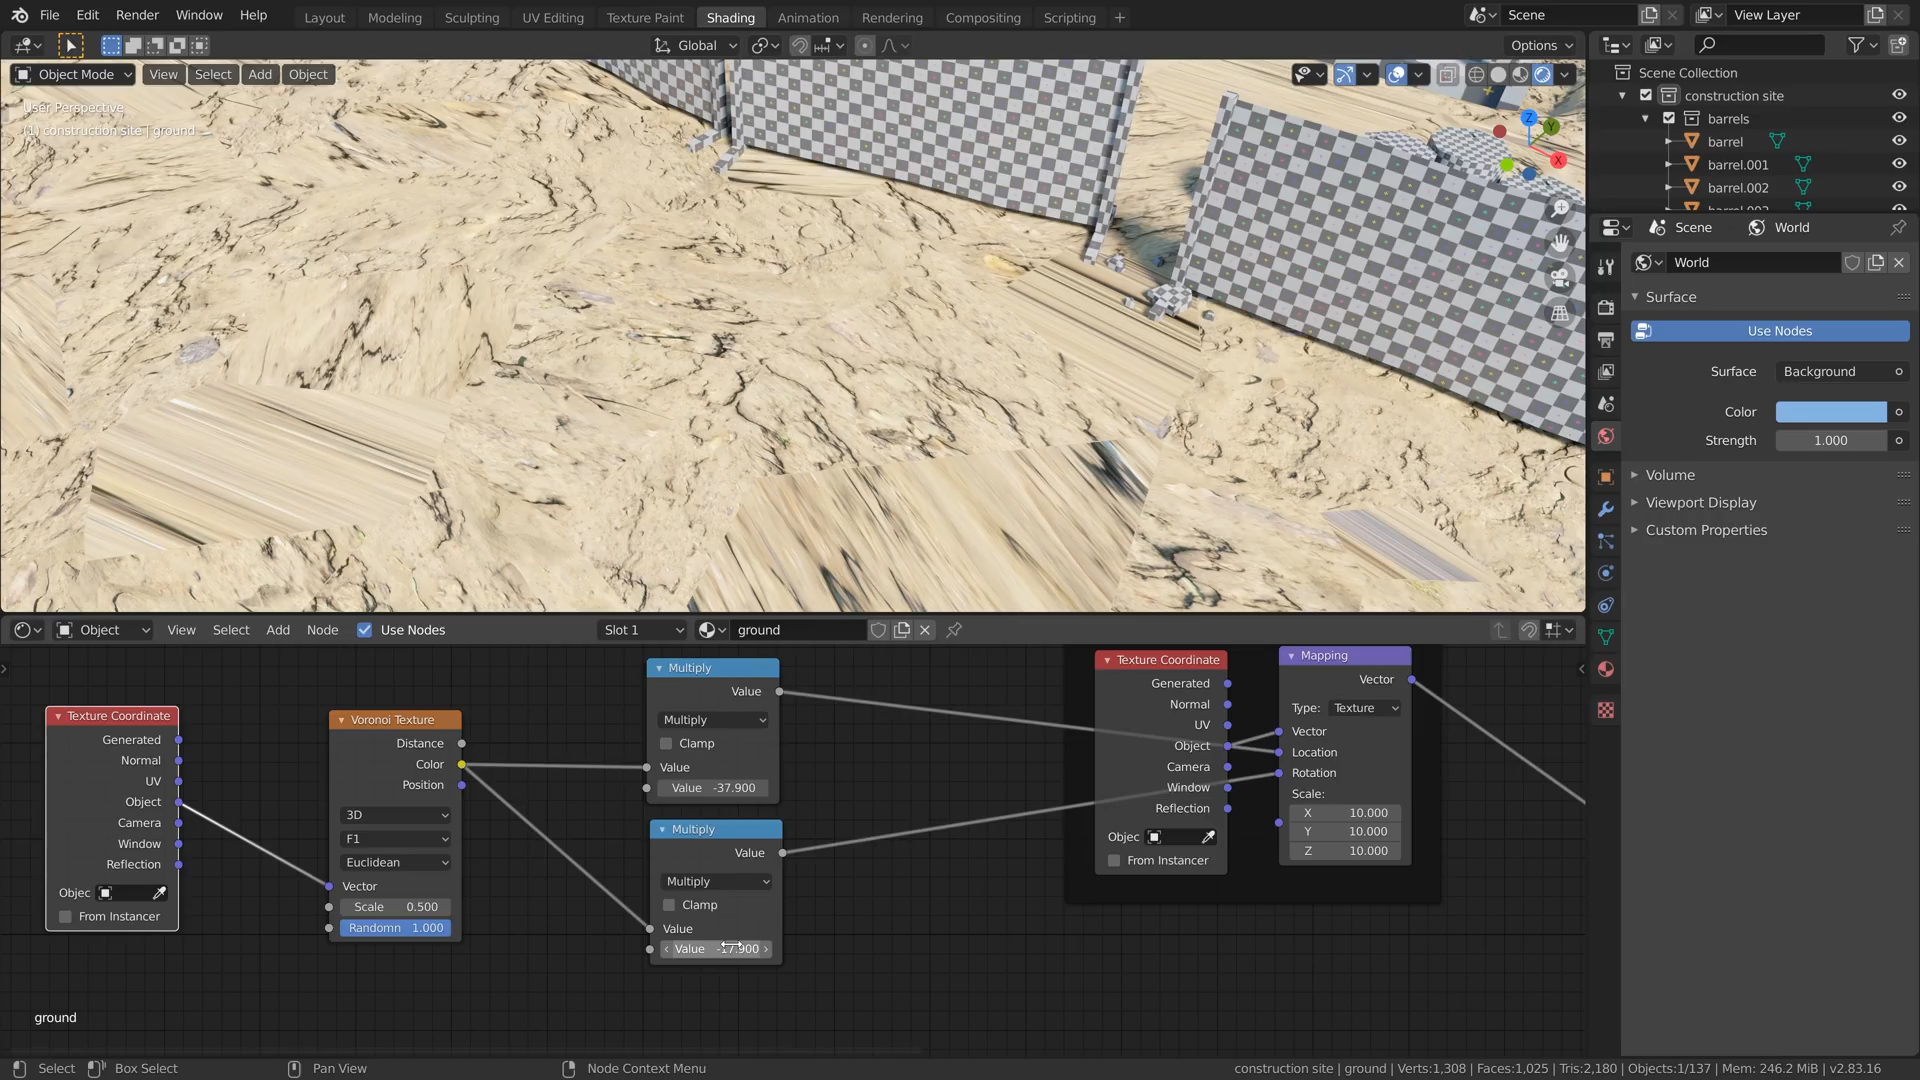 File Edit Render Window Help
Layout Modeling Sculpting UV Editing Texture Paint Shading Animation Rendering Compositing Scripting +
Scene
View Layer
Global
Options
Object Mode View Select Add Object
User Perspective
(1) construction site | ground
Z
Y
X
Scene Collection
construction site
barrels
barrel
barrel.001
barrel.002
Scene World
World
Surface
Use Nodes
Surface Background
Color
Strength 1.000
Volume
Viewport Display
Custom Properties
Object View Select Add Node Use Nodes Slot 1 ground
Texture Coordinate
Generated
Normal
UV
Object
Camera
Window
Reflection
Objec
From Instancer
Voronoi Texture
Distance
Color
Position
3D
F1
Euclidean
Vector
Scale 0.500
Randomn 1.000
Multiply
Value
Multiply
Clamp
Value
Value -37.900
Multiply
Value
Multiply
Clamp
Value
Value -17.900
Texture Coordinate
Generated
Normal
UV
Object
Camera
Window
Reflection
Objec
From Instancer
Mapping
Vector
Type: Texture
Vector
Location
Rotation
Scale:
X 10.000
Y 10.000
Z 10.000
ground
Select Box Select Pan View Node Context Menu construction site | ground | Verts:1,308 | Faces:1,025 | Tris:2,180 | Objects:1/137 | Mem: 246.2 MiB | v2.83.16